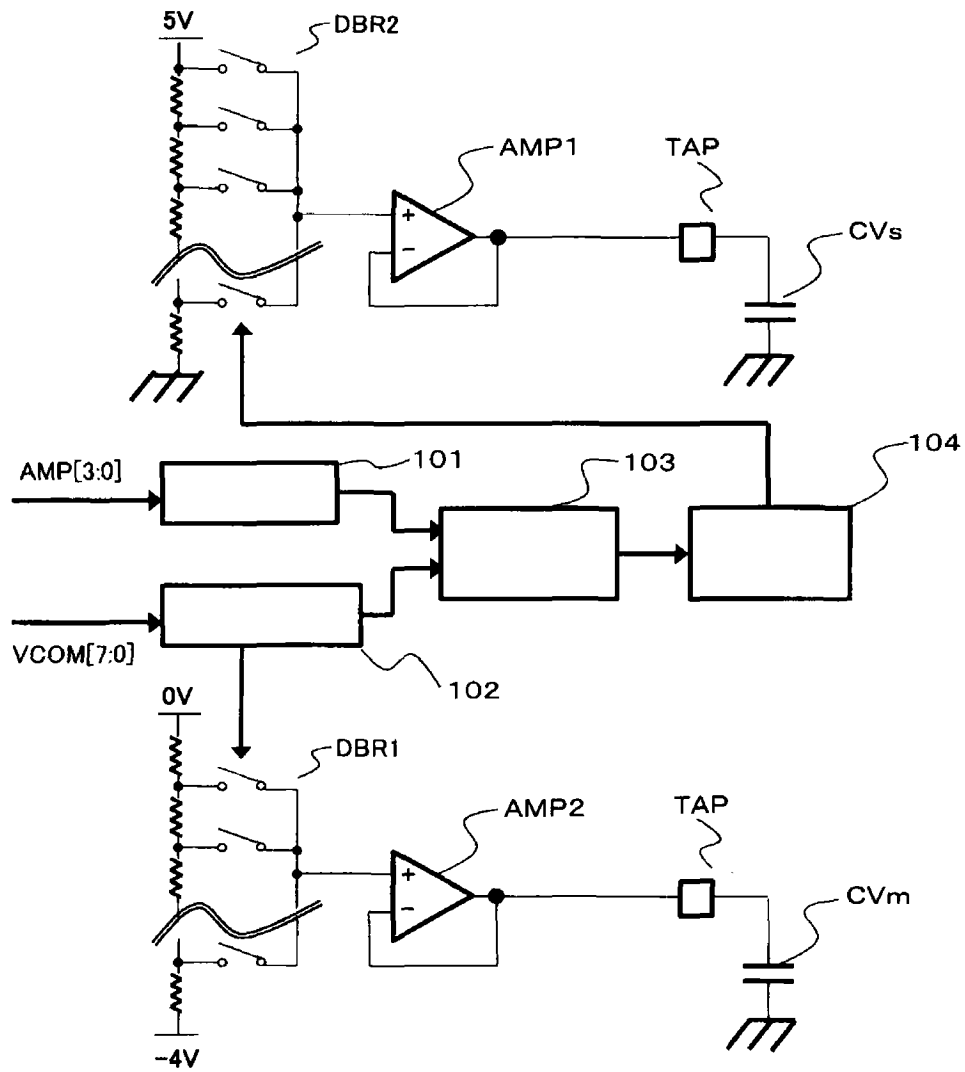 5V
DBR2
AMP1
TAP
CVs
AMP[3:0]
101
103
104
VCOM[7:0]
102
0V
DBR1
AMP2
TAP
CVm
-4V
+
-
+
-